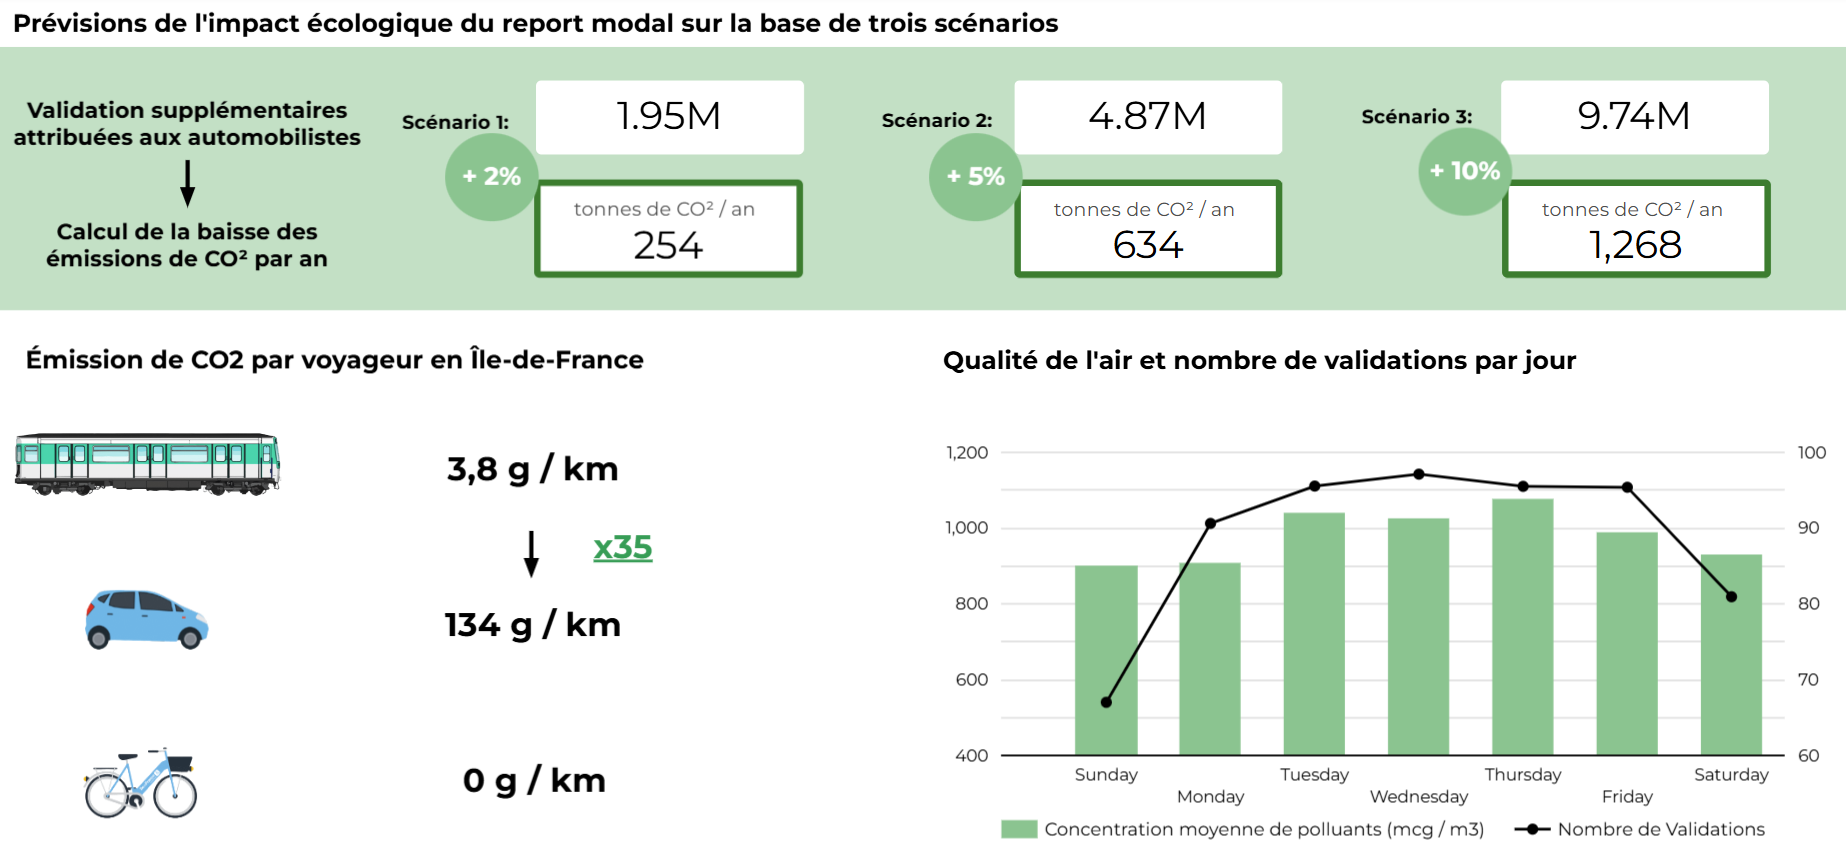 Prévisions de l'impact écologique du report modal sur la base de trois scénarios
Validation supplémentaires
attribuées aux automobilistes
Calcul de la baisse des
émissions de CO² par an
Scénario 1:
1.95M
+ 2%
tonnes de CO² / an
254
Scénario 2:
4.87M
+ 5%
tonnes de CO² / an
634
Scénario 3:
9.74M
+ 10%
tonnes de CO² / an
1,268
Émission de CO2 par voyageur en Île-de-France
3,8 g / km
x35
134 g / km
0 g / km
Qualité de l'air et nombre de validations par jour
1,200
1,000
800
600
400
100
90
80
70
60
Sunday
Monday
Tuesday
Wednesday
Thursday
Friday
Saturday
Concentration moyenne de polluants (mcg / m3)
Nombre de Validations